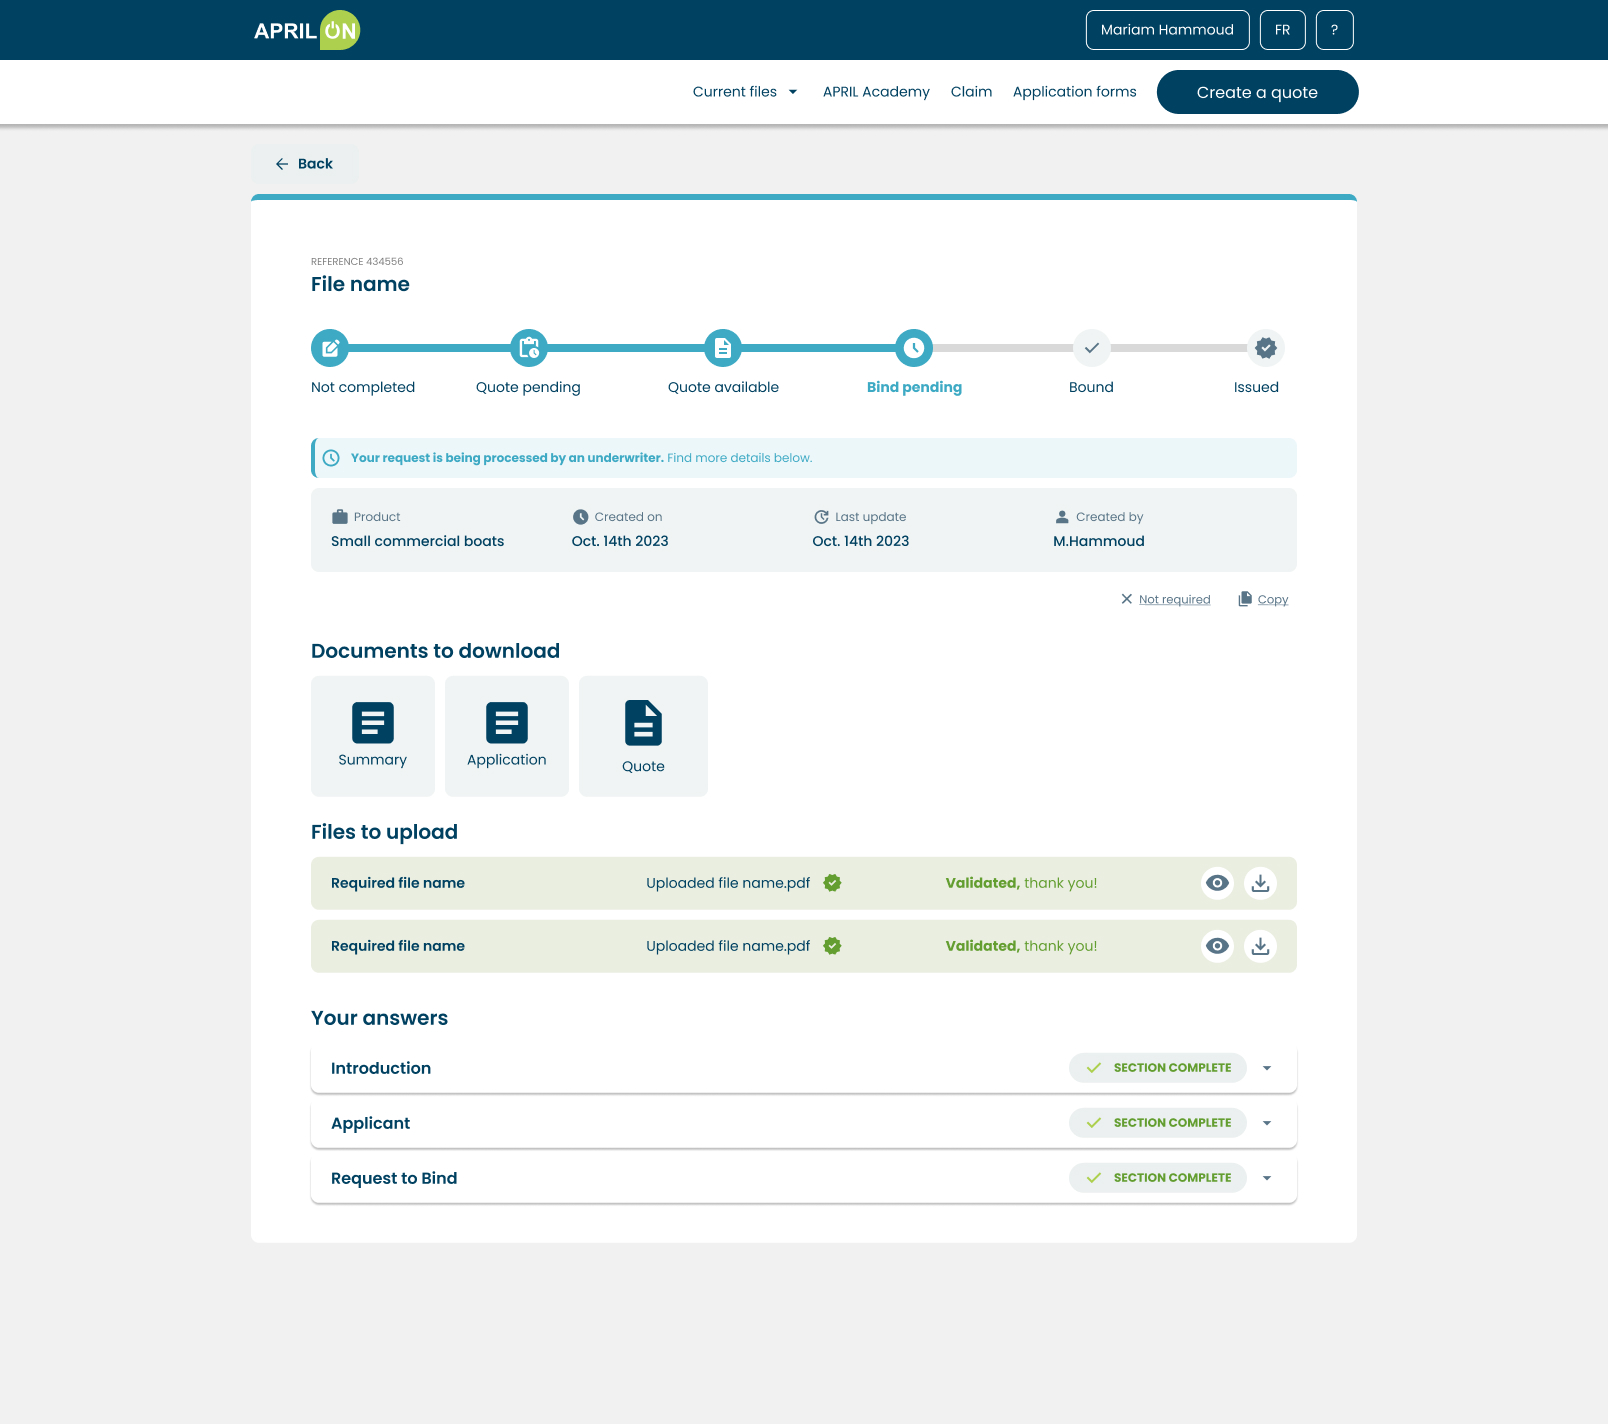 APRIL ON
Mariam Hammoud
FR
?
Current files
APRIL Academy
Claim
Application forms
Create a quote
Back
REFERENCE 434556
File name
Not completed
Quote pending
Quote available
Bind pending
Bound
Issued
Your request is being processed by an underwriter. Find more details below.
Product
Created on
Last update
Created by
Small commercial boats
Oct. 14th 2023
Oct. 14th 2023
M.Hammoud
Not required
Copy
Documents to download
Summary
Application
Quote
Files to upload
Required file name
Uploaded file name.pdf
Validated, thank you!
Required file name
Uploaded file name.pdf
Validated, thank you!
Your answers
Introduction
SECTION COMPLETE
Applicant
SECTION COMPLETE
Request to Bind
SECTION COMPLETE